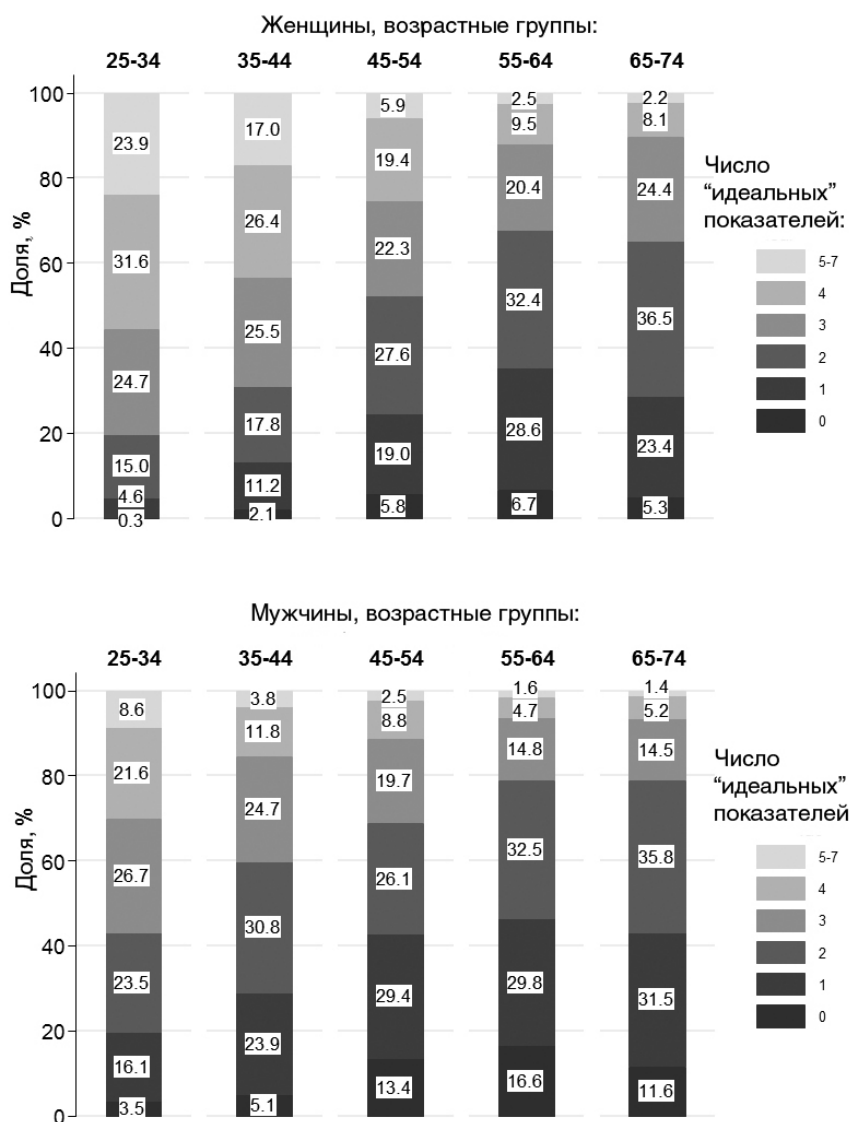 Женщины, возрастные группы:
25-34 35-44 45-54 55-64 65-74
Доля, %
100
80
60
40
20
0
23.9 17.0 5.9 2.5 2.2
31.6 26.4 19.4 9.5 8.1
24.7 25.5 22.3 20.4 24.4
15.0 17.8 27.6 32.4 36.5
4.6 11.2 19.0 28.6 23.4
0.3 2.1 5.8 6.7 5.3
Число
“идеальных”
показателей:
5-7
4
3
2
1
0
Мужчины, возрастные группы:
25-34 35-44 45-54 55-64 65-74
Доля, %
100
80
60
40
20
0
8.6 3.8 2.5 1.6 1.4
21.6 11.8 8.8 4.7 5.2
26.7 24.7 19.7 14.8 14.5
23.5 30.8 26.1 32.5 35.8
16.1 23.9 29.4 29.8 31.5
3.5 5.1 13.4 16.6 11.6
Число
“идеальных”
показателей
5-7
4
3
2
1
0